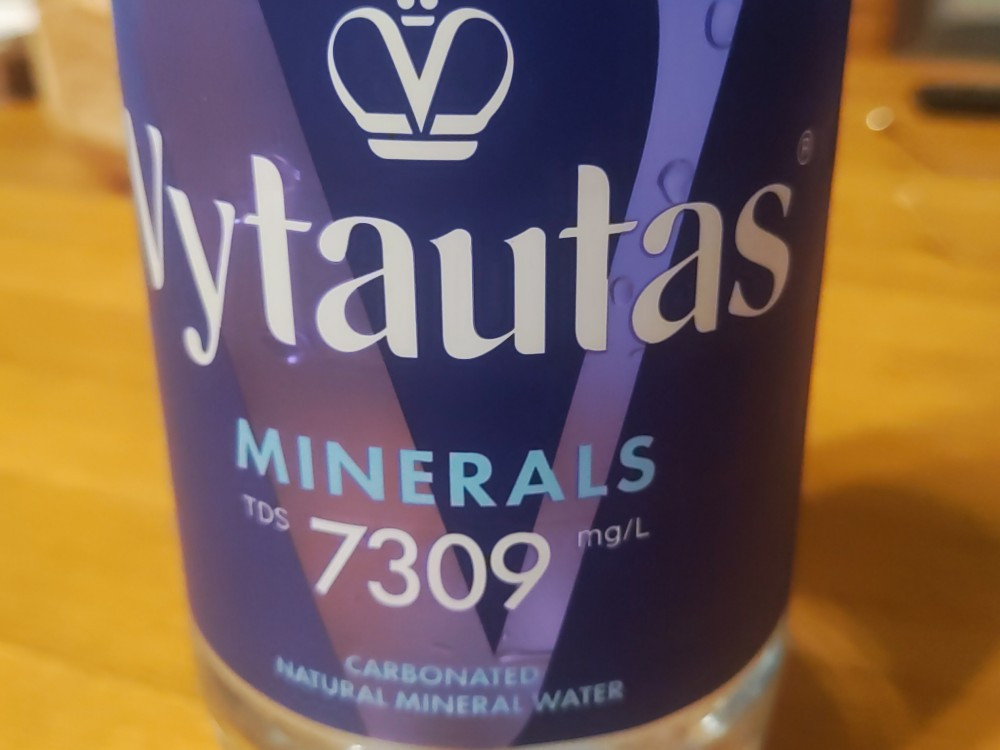 Vytautas®
MINERALS
TDS 7309 mg/L
CARBONATED
NATURAL MINERAL WATER